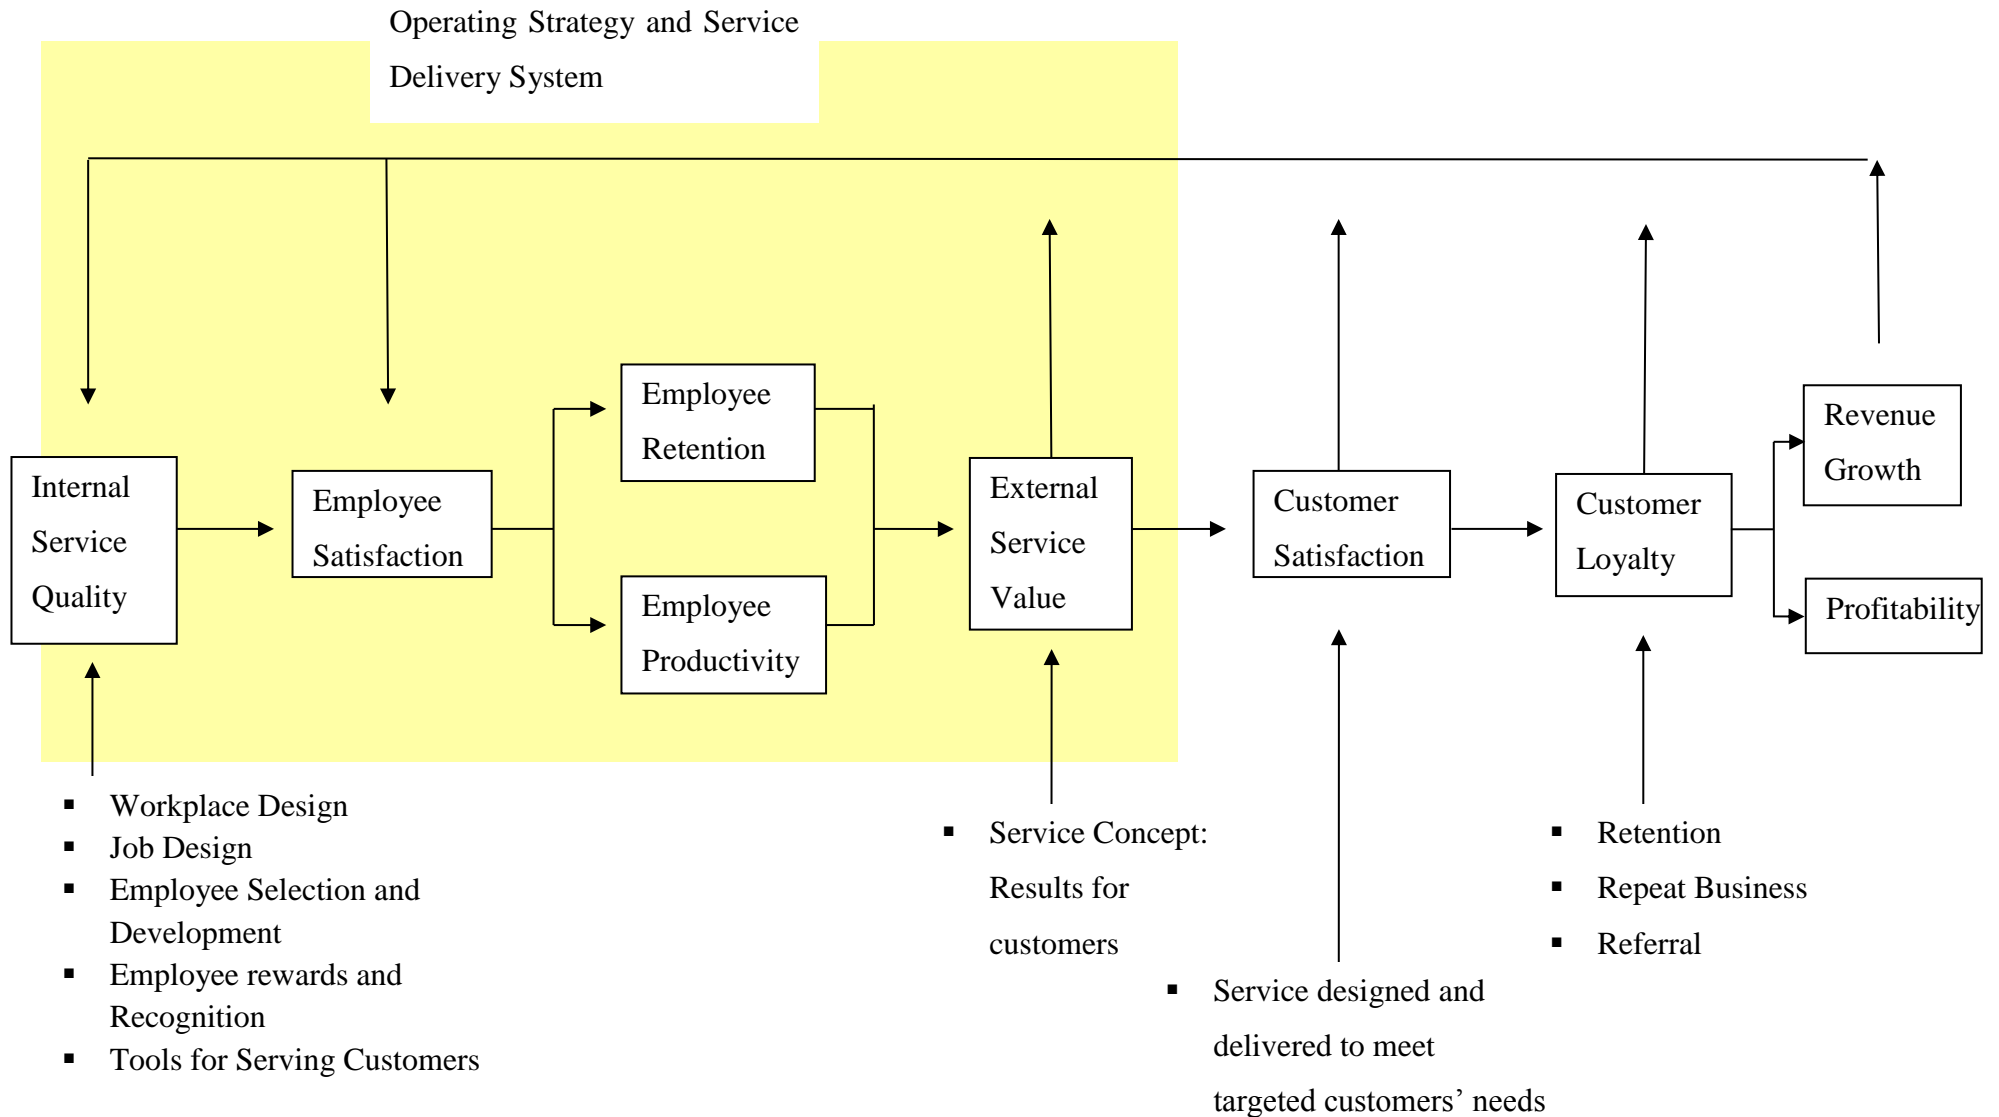 Operating Strategy and Service
Delivery System
Internal
Service
Quality
Employee
Satisfaction
Employee
Retention
Employee
Productivity
External
Service
Value
Customer
Satisfaction
Customer
Loyalty
Revenue
Growth
Profitability
▪ Workplace Design
▪ Job Design
▪ Employee Selection and
Development
▪ Employee rewards and
Recognition
▪ Tools for Serving Customers
▪ Service Concept:
Results for
customers
▪ Service designed and
delivered to meet
targeted customers’ needs
▪ Retention
▪ Repeat Business
▪ Referral